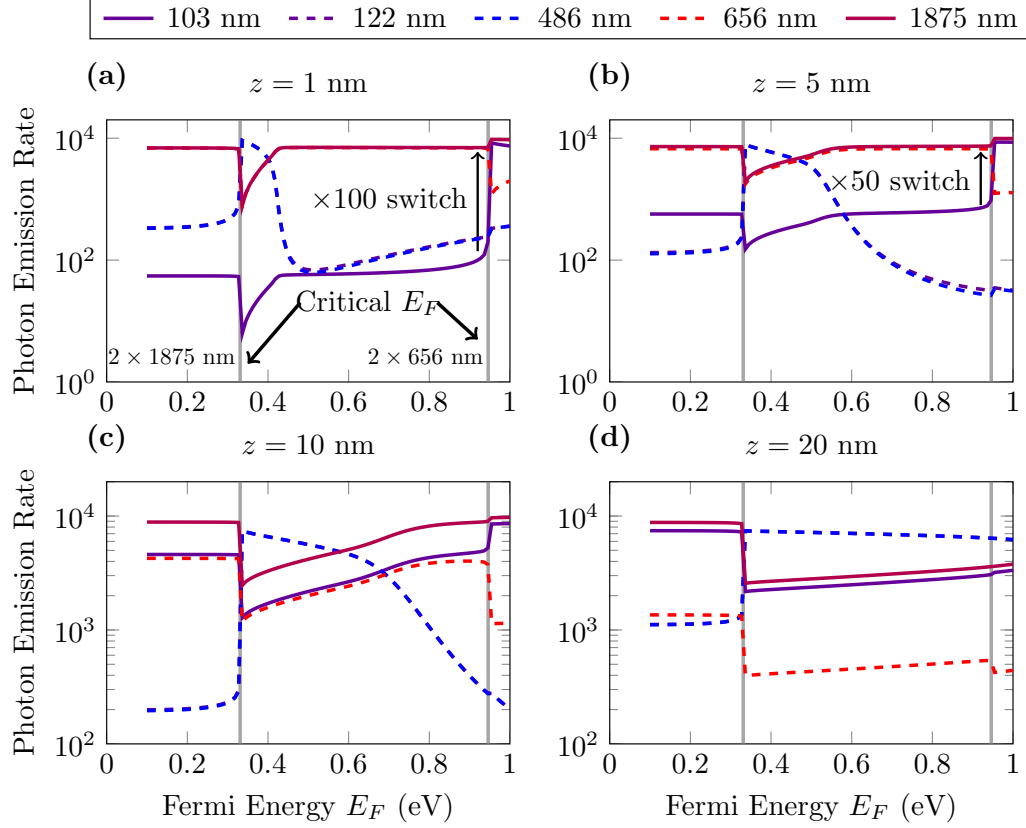 103 nm 122 nm 486 nm 656 nm 1875 nm
(a) z = 1 nm
Photon Emission Rate
10^4
10^2
10^0
×100 switch
Critical E_F
2 × 1875 nm
2 × 656 nm
0 0.2 0.4 0.6 0.8 1
(b) z = 5 nm
10^4
10^2
10^0
×50 switch
0 0.2 0.4 0.6 0.8 1
(c) z = 10 nm
Photon Emission Rate
10^4
10^3
10^2
0 0.2 0.4 0.6 0.8 1
Fermi Energy E_F (eV)
(d) z = 20 nm
10^4
10^3
10^2
0 0.2 0.4 0.6 0.8 1
Fermi Energy E_F (eV)